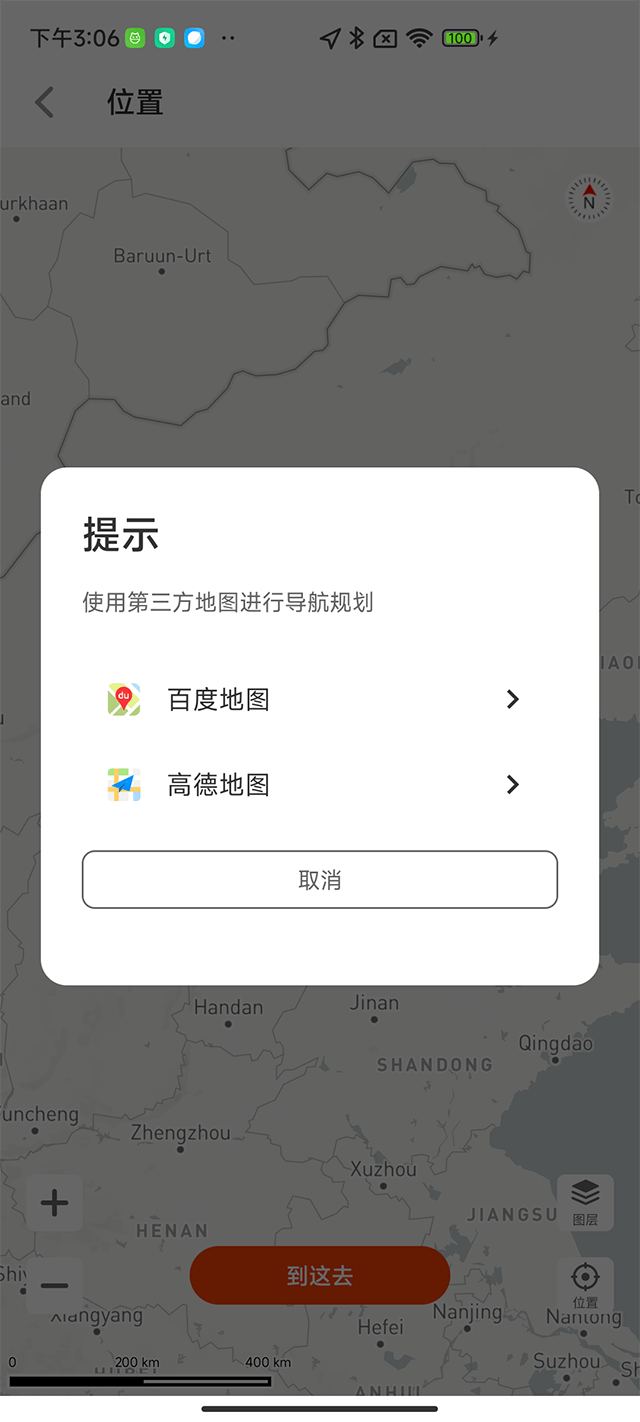 下午3:06
100
位置
urkhaan
N
Baruun-Urt
and
提示
使用第三方地图进行导航规划
du
百度地图
高德地图
取消
Handan
Jinan
Qingdao
SHANDONG
uncheng
Zhengzhou
Xuzhou
JIANGSU
图层
HENAN
到这去
位置
Xiangyang
Nanjing
Nantong
Hefei
0 200 km 400 km
Suzhou
ANHUI